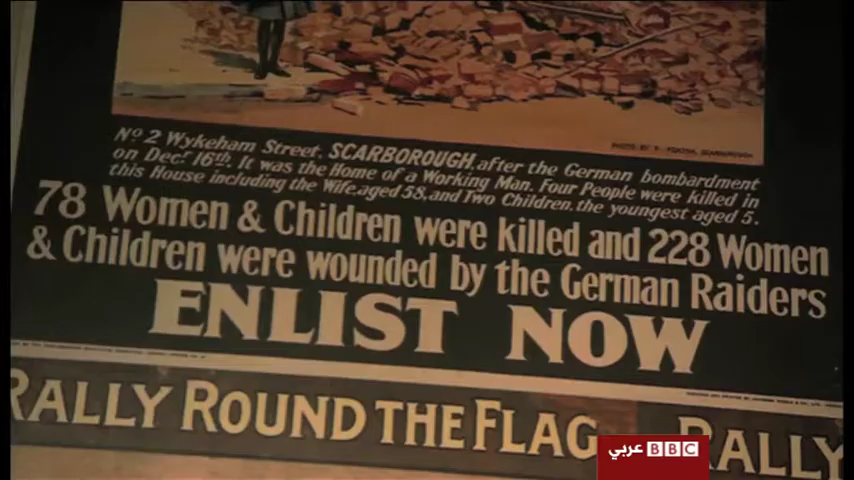 No 2 Wykeham Street, SCARBOROUGH, after the German bombardment
on Decr 16th. It was the Home of a Working Man. Four People were killed in
this House including the Wife, aged 58, and Two Children, the youngest aged 5.
78 Women & Children were killed and 228 Women
& Children were wounded by the German Raiders
ENLIST NOW
RALLY ROUND THE FLAG RALLY
عربي BBC